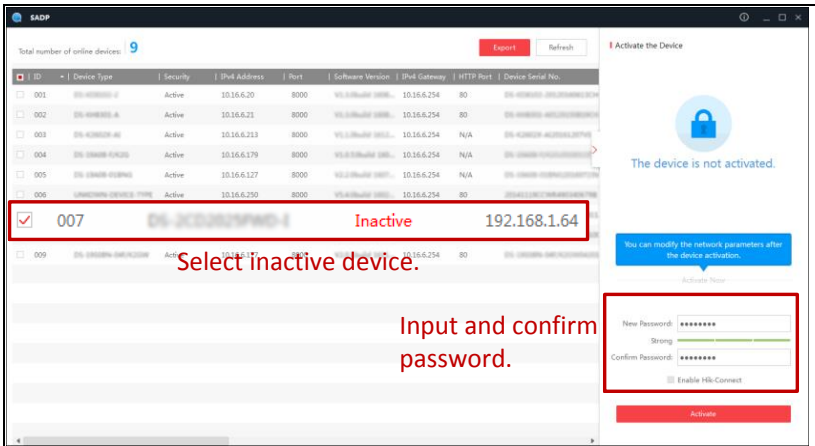 SADP
Total number of online devices: 9
Export
Refresh
ID | Device Type | Security | IPv4 Address | Port | Software Version | IPv4 Gateway | HTTP Port | Device Serial No.
001 Active 10.16.6.20 8000 10.16.6.254 80
002 Active 10.16.6.21 8000 10.16.6.254 80
003 Active 10.16.6.213 8000 10.16.6.254 N/A
004 Active 10.16.6.179 8000 10.16.6.254 N/A
005 Active 10.16.6.127 8000 10.16.6.254 N/A
006 UNKOWN-DEVICE-TYPE Active 10.16.6.250 8000 10.16.6.254 80
007 DS-2CD2025FWD-I Inactive 192.168.1.64
009 Active 8000 10.16.6.254 80
Select inactive device.
Input and confirm
password.
Activate the Device
The device is not activated.
You can modify the network parameters after
the device activation.
Activate Now
New Password:
Strong
Confirm Password:
Enable Hik-Connect
Activate